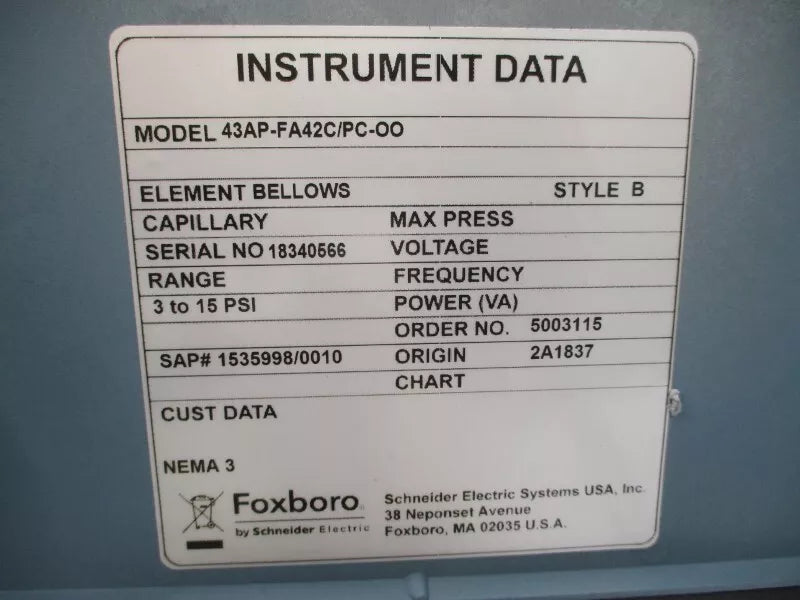 INSTRUMENT DATA
MODEL 43AP-FA42C/PC-OO
ELEMENT BELLOWS STYLE B
CAPILLARY MAX PRESS
SERIAL NO 18340566 VOLTAGE
RANGE FREQUENCY
3 to 15 PSI POWER (VA)
ORDER NO. 5003115
SAP# 1535998/0010 ORIGIN 2A1837
CHART
CUST DATA
NEMA 3
Foxboro
by Schneider Electric
Schneider Electric Systems USA, Inc.
38 Neponset Avenue
Foxboro, MA 02035 U.S.A.